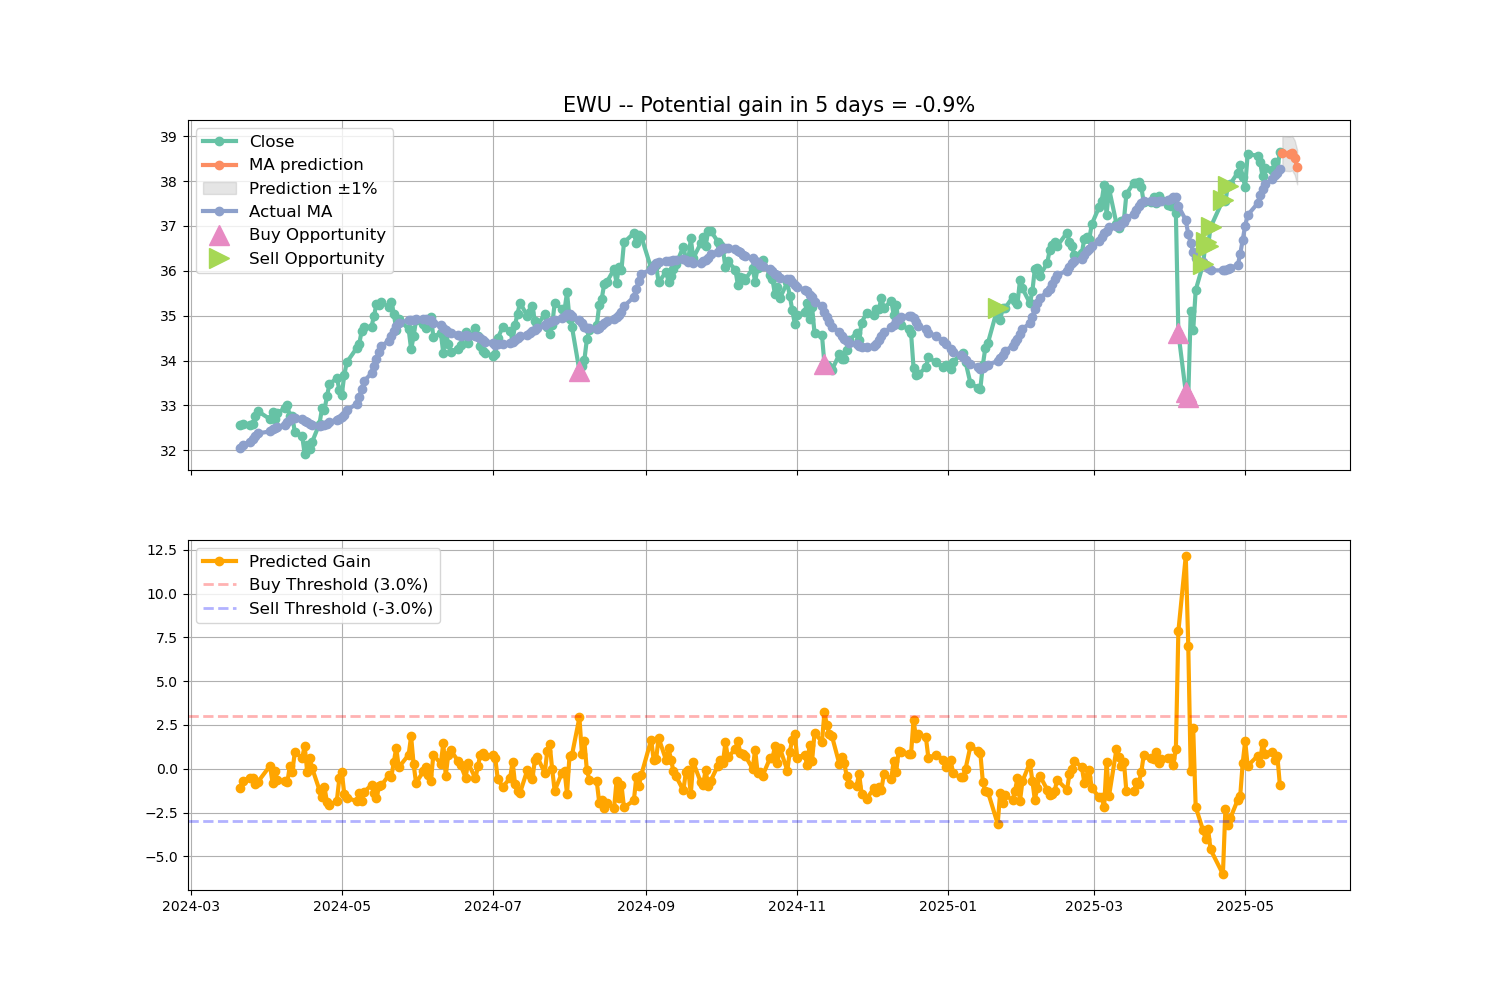 EWU -- Potential gain in 5 days = -0.9%
39
38
37
36
35
34
33
32
Close
MA prediction
Prediction ±1%
Actual MA
Buy Opportunity
Sell Opportunity
12.5
10.0
7.5
5.0
2.5
0.0
−2.5
−5.0
Predicted Gain
Buy Threshold (3.0%)
Sell Threshold (-3.0%)
2024-03
2024-05
2024-07
2024-09
2024-11
2025-01
2025-03
2025-05